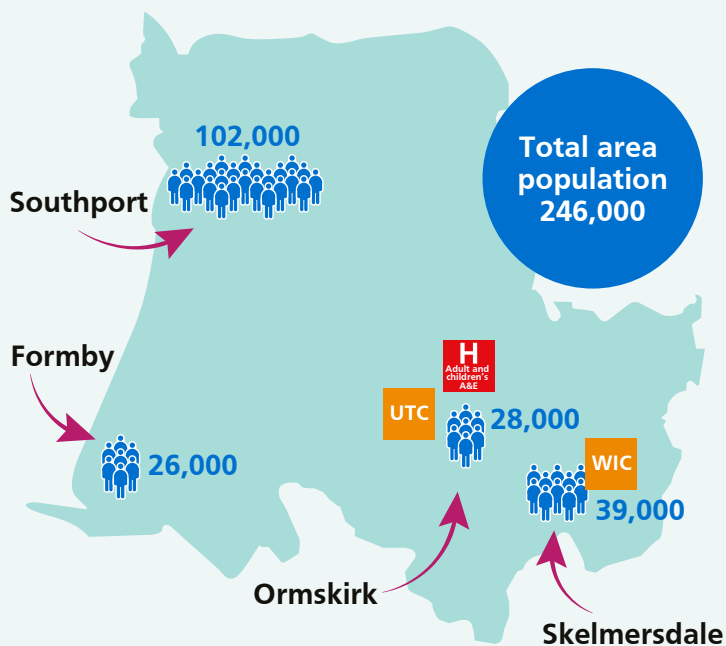 102,000
Southport
Total area
population
246,000
Formby
26,000
H
Adult and
children's
A&E
UTC
28,000
WIC
39,000
Ormskirk
Skelmersdale